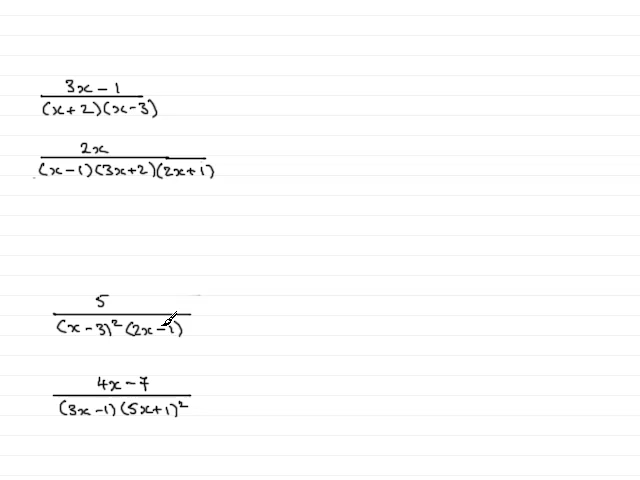 3x - 1
(x+2)(x-3)
2x
(x-1)(3x+2)(2x+1)
5
(x-3)² (2x-1)
4x-7
(3x-1)(5x+1)²